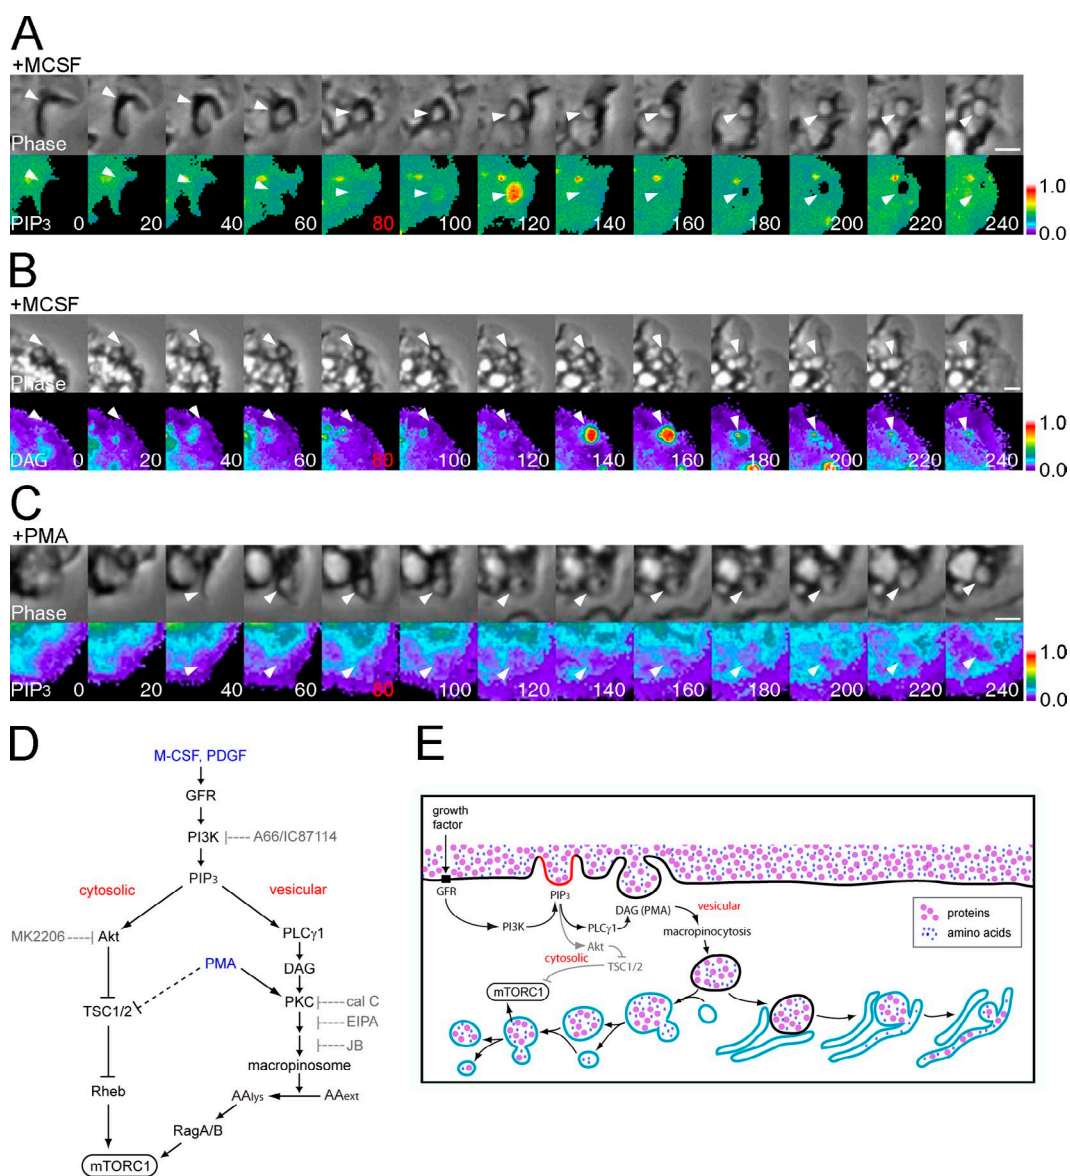 A
+MCSF
Phase
PIP3 0 20 40 60 80 100 120 140 160 180 200 220 240
1.0
0.0
B
+MCSF
Phase
DAG 0 20 40 60 80 100 120 140 160 180 200 220 240
1.0
0.0
C
+PMA
Phase
PIP3 0 20 40 60 80 100 120 140 160 180 200 220 240
1.0
0.0
D
M-CSF, PDGF
GFR
PI3K A66/IC87114
PIP3
cytosolic vesicular
MK2206 Akt PLCγ1
PMA DAG
TSC1/2 PKC cal C
EIPA
JB
macropinosome
Rheb AAlys AAext
RagA/B
mTORC1
E
growth
factor
GFR
PIP3
PI3K
PLCγ1
DAG (PMA)
vesicular
macropinocytosis
Akt
cytosolic
TSC1/2
mTORC1
proteins
amino acids